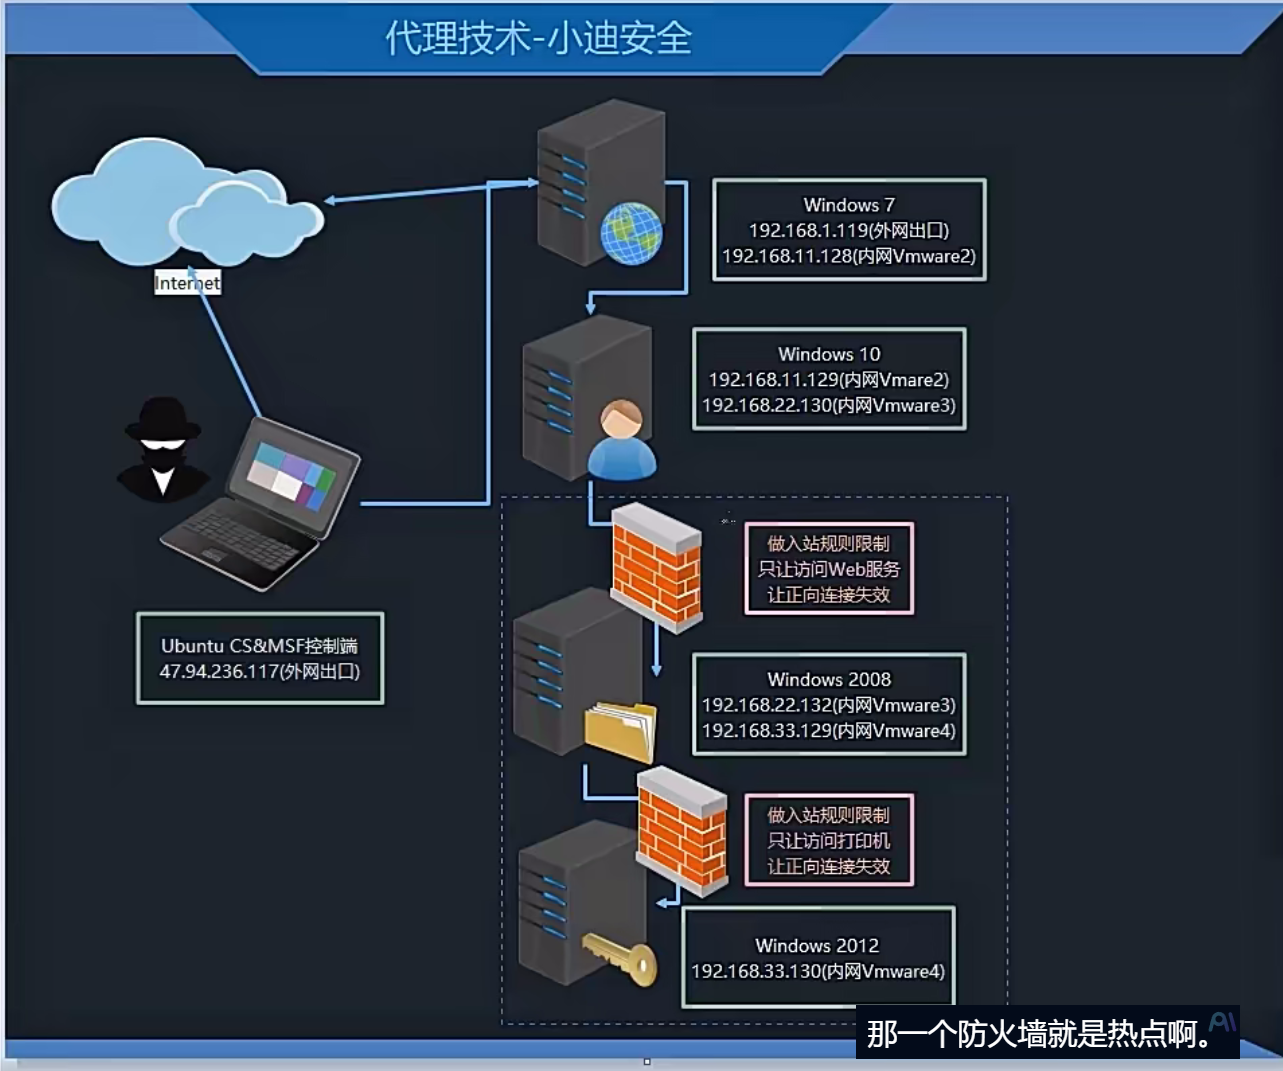 代理技术-小迪安全
Internet
Windows 7
192.168.1.119(外网出口)
192.168.11.128(内网Vmware2)
Windows 10
192.168.11.129(内网Vmare2)
192.168.22.130(内网Vmware3)
做入站规则限制
只让访问Web服务
让正向连接失效
Ubuntu CS&MSF控制端
47.94.236.117(外网出口)
Windows 2008
192.168.22.132(内网Vmware3)
192.168.33.129(内网Vmware4)
做入站规则限制
只让访问打印机
让正向连接失效
Windows 2012
192.168.33.130(内网Vmware4)
那一个防火墙就是热点啊。
AI